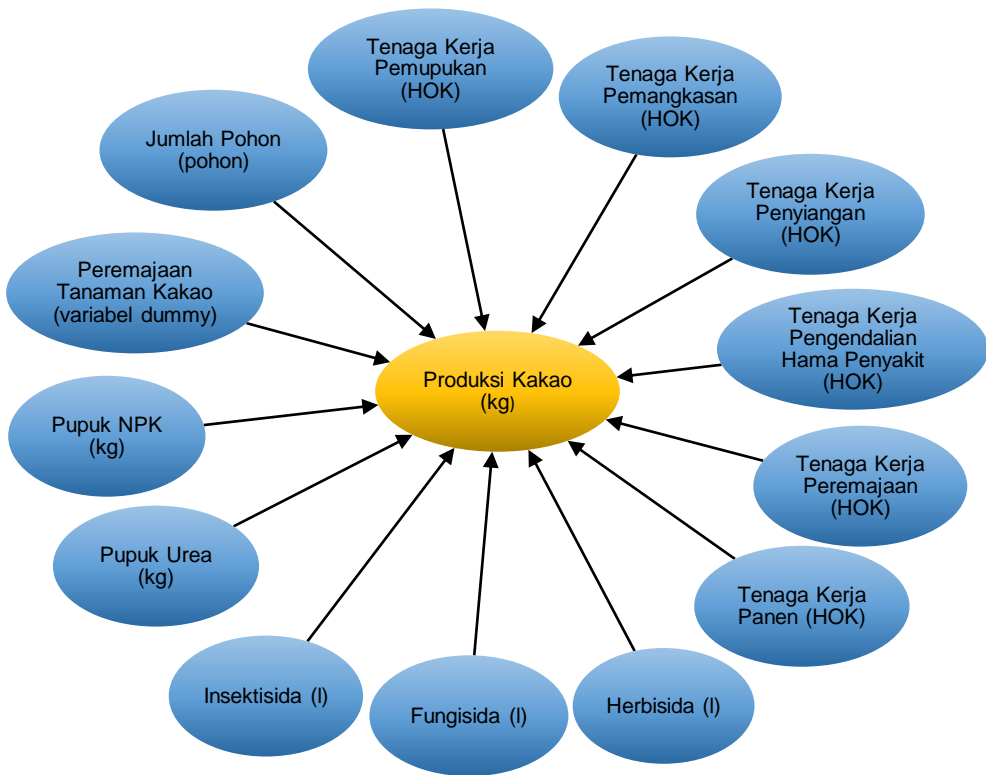 Tenaga Kerja
Pemupukan
(HOK)
Tenaga Kerja
Pemangkasan
(HOK)
Jumlah Pohon
(pohon)
Tenaga Kerja
Penyiangan
(HOK)
Peremajaan
Tanaman Kakao
(variabel dummy)
Tenaga Kerja
Pengendalian
Hama Penyakit
(HOK)
Produksi Kakao
(kg)
Pupuk NPK
(kg)
Tenaga Kerja
Peremajaan
(HOK)
Pupuk Urea
(kg)
Tenaga Kerja
Panen (HOK)
Insektisida (l)
Fungisida (l)
Herbisida (l)